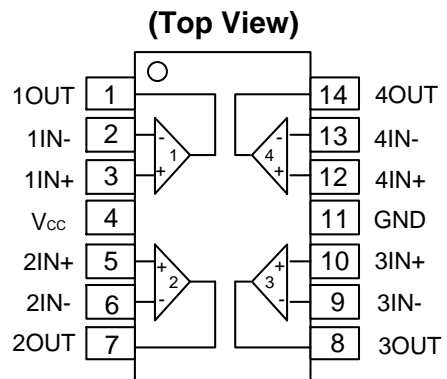 (Top View)
1OUT 1 14 4OUT
1IN- 2 - - 13 4IN-
1 4
1IN+ 3 + + 12 4IN+
Vcc 4 11 GND
2IN+ 5 + + 10 3IN+
2 3
2IN- 6 - - 9 3IN-
2OUT 7 8 3OUT